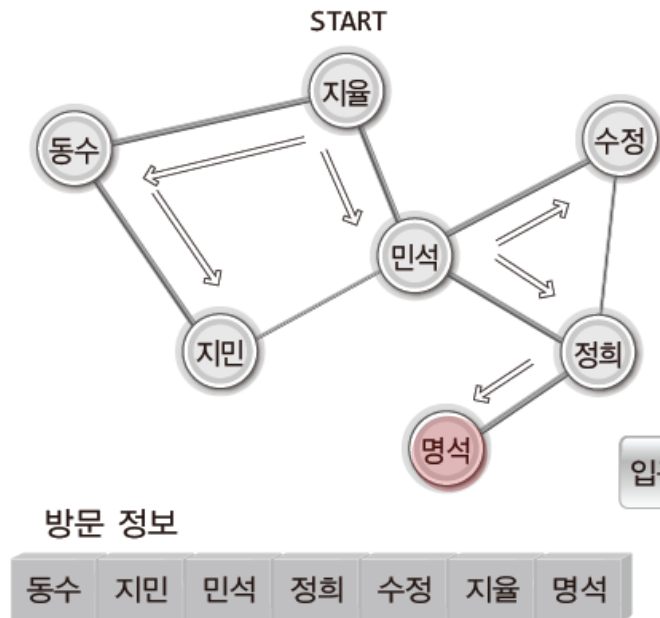 START
지율
동수
수정
민석
지민
정희
명석
방문 정보
동수 지민 민석 정희 수정 지율 명석